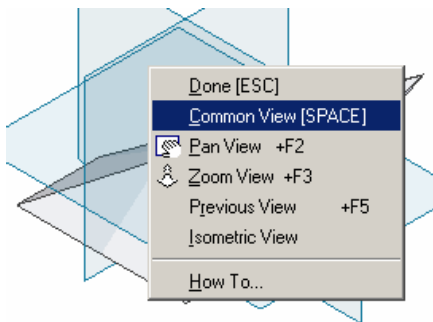 Done [ESC]
Common View [SPACE]
Pan View +F2
Zoom View +F3
Previous View +F5
Isometric View
How To...